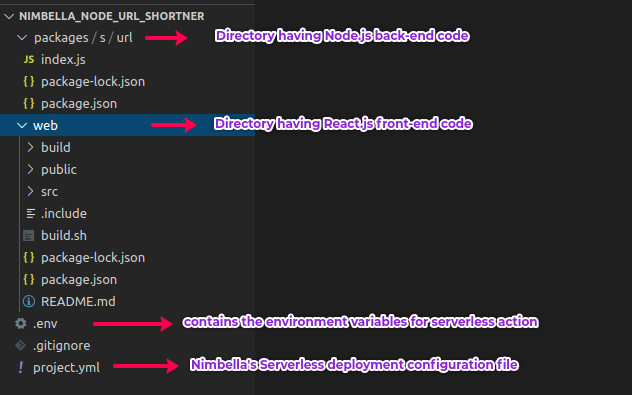 NIMBELLA_NODE_URL_SHORTNER
packages / s / url Directory having Node.js back-end code
JS index.js
{} package-lock.json
{} package.json
web Directory having React.js front-end code
build
public
src
.include
build.sh
{} package-lock.json
{} package.json
README.md
.env contains the environment variables for serverless action
.gitignore
! project.yml Nimbella's Serverless deployment configuration file